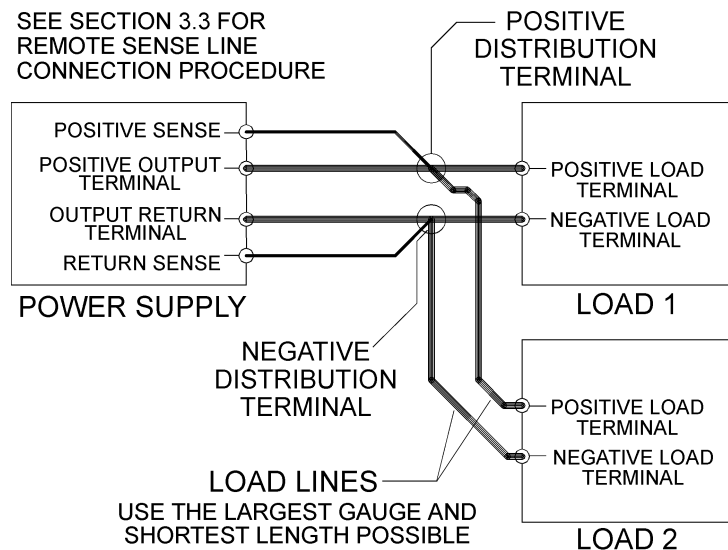 SEE SECTION 3.3 FOR
REMOTE SENSE LINE
CONNECTION PROCEDURE
POSITIVE
DISTRIBUTION
TERMINAL
POSITIVE SENSE
POSITIVE OUTPUT
TERMINAL
OUTPUT RETURN
TERMINAL
RETURN SENSE
POWER SUPPLY
POSITIVE LOAD
TERMINAL
NEGATIVE LOAD
TERMINAL
LOAD 1
NEGATIVE
DISTRIBUTION
TERMINAL
POSITIVE LOAD
TERMINAL
NEGATIVE LOAD
TERMINAL
LOAD 2
LOAD LINES
USE THE LARGEST GAUGE AND
SHORTEST LENGTH POSSIBLE